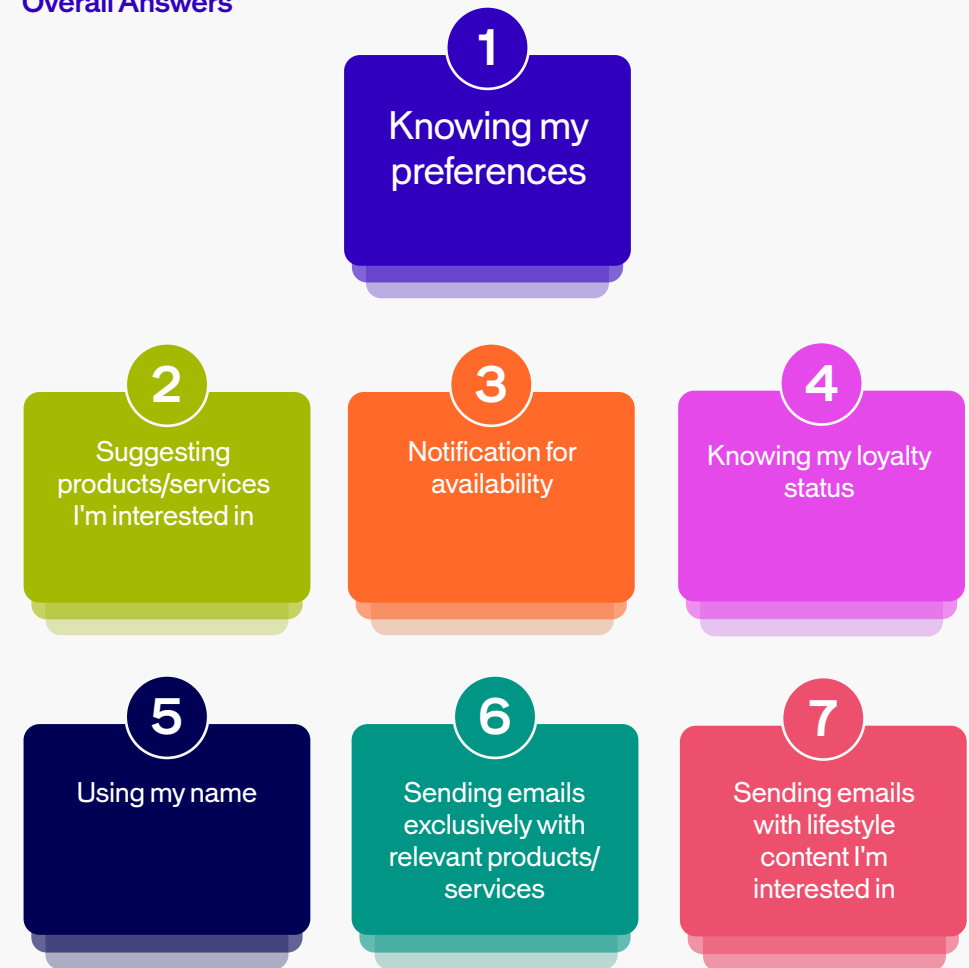 Overall Answers
1
Knowing my
preferences
2
Suggesting
products/services
I'm interested in
3
Notification for
availability
4
Knowing my loyalty
status
5
Using my name
6
Sending emails
exclusively with
relevant products/
services
7
Sending emails
with lifestyle
content I'm
interested in